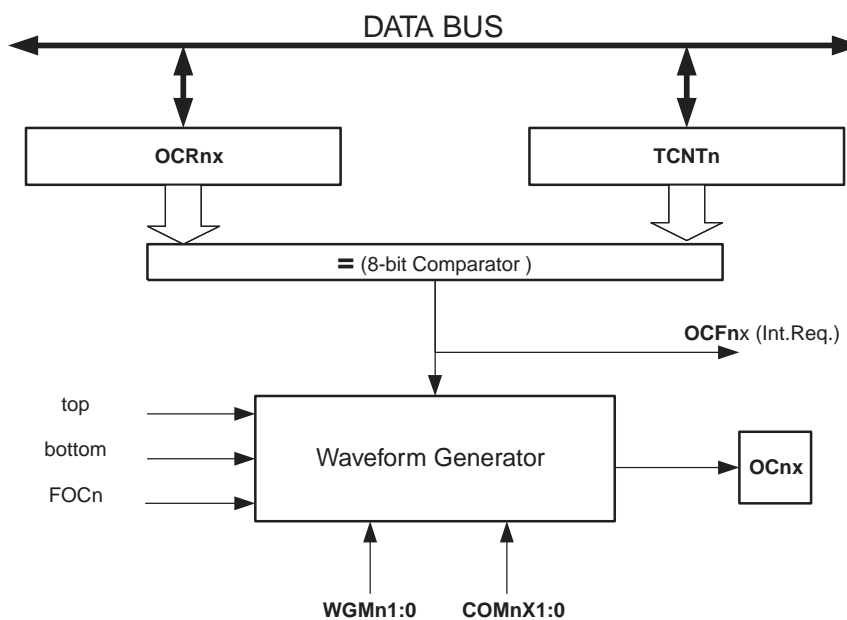 DATA BUS
OCRnx
TCNTn
= (8-bit Comparator )
OCFnx (Int.Req.)
top
bottom
FOCn
Waveform Generator
OCnx
WGMn1:0
COMnX1:0